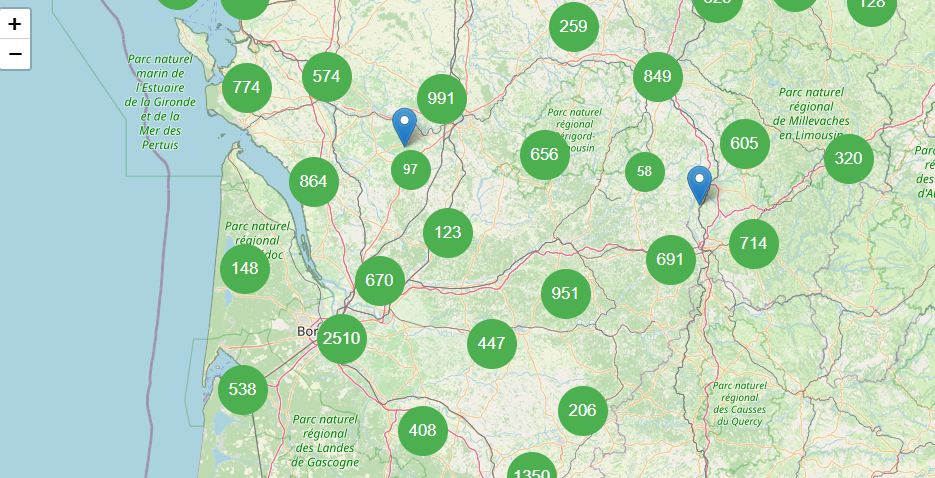 +
−
259
128
Parc naturel
marin de
l'Estuaire
de la Gironde
et de la
Mer des
Pertuis
774
574
991
849
Parc naturel
régional
Parc naturel
régional
de Millevaches
en Limousin
97
656
58
605
320
864
123
714
691
Parc naturel
régional
148
670
951
Bor
2510
447
538
206
408
Parc naturel
régional
des Landes
de Gascogne
Parc naturel
régional
des Causses
du Quercy
1350